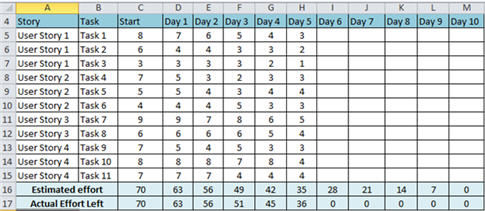 A B C D E F G H I J K L M
4 Story Task Start Day 1 Day 2 Day 3 Day 4 Day 5 Day 6 Day 7 Day 8 Day 9 Day 10
5 User Story 1 Task 1 8 7 6 5 4 3
6 User Story 1 Task 2 6 4 4 3 3 2
7 User Story 1 Task 3 3 3 3 3 2 1
8 User Story 2 Task 4 7 5 3 2 3 3
9 User Story 2 Task 5 5 5 4 3 4 4
10 User Story 2 Task 6 4 4 4 5 3 3
11 User Story 3 Task 7 9 9 7 8 6 5
12 User Story 3 Task 8 6 6 6 6 5 4
13 User Story 4 Task 9 7 5 4 5 3 3
14 User Story 4 Task 10 8 8 8 7 8 4
15 User Story 4 Task 11 7 7 7 4 4 4
16 Estimated effort 70 63 56 49 42 35 28 21 14 7 0
17 Actual Effort Left 70 63 56 51 45 36 0 0 0 0 0